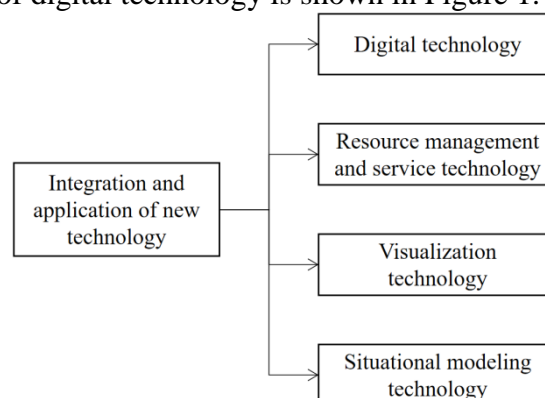 of digital technology is shown in Figure 1.
Digital technology
Resource management
and service technology
Integration and
application of new
technology
Visualization
technology
Situational modeling
technology